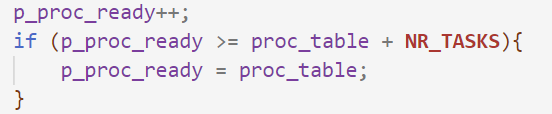 p_proc_ready++;
if (p_proc_ready >= proc_table + NR_TASKS){
    p_proc_ready = proc_table;
}